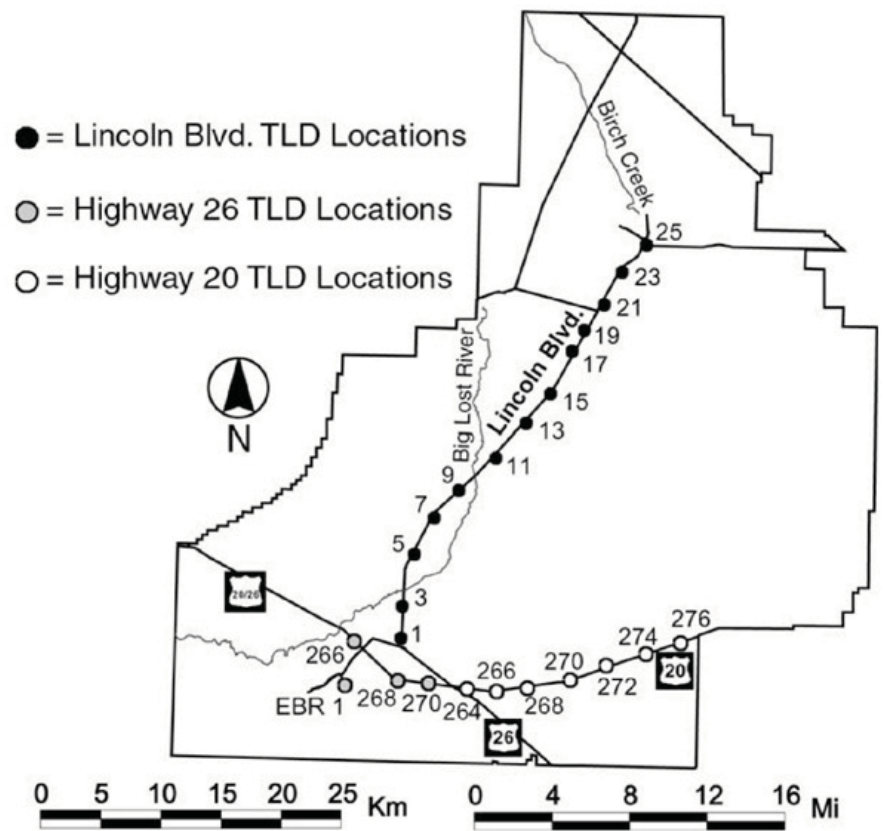 = Lincoln Blvd. TLD Locations
= Highway 26 TLD Locations
= Highway 20 TLD Locations
Birch Creek
25
23
21
19
17
15
13
11
9
7
5
3
1
Lincoln Blvd.
Big Lost River
N
20/26
266
EBR 1
268
270
264
266
268
270
272
274
276
20
26
0 5 10 15 20 25 Km
0 4 8 12 16 Mi